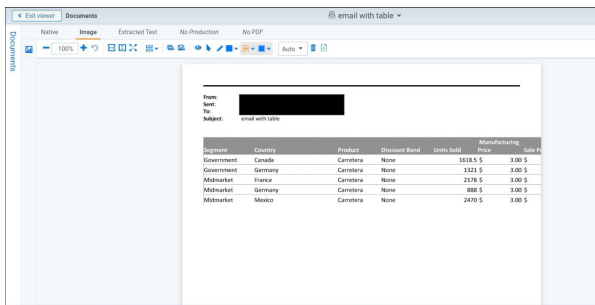 Exit viewer Documents email with table
Native Image Extracted Text No Production No PDF
Documents
100% Auto
From:
Sent:
To:
Subject: email with table
Manufacturing
Segment Country Product Discount Band Units Sold Price Sale P
Government Canada Carretera None 1618.5 $ 3.00 $
Government Germany Carretera None 1321 $ 3.00 $
Midmarket France Carretera None 2178 $ 3.00 $
Midmarket Germany Carretera None 888 $ 3.00 $
Midmarket Mexico Carretera None 2470 $ 3.00 $